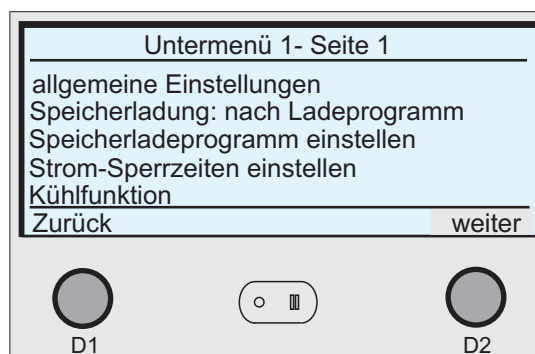 Untermenü 1- Seite 1
allgemeine Einstellungen
Speicherladung: nach Ladeprogramm
Speicherladeprogramm einstellen
Strom-Sperrzeiten einstellen
Kühlfunktion
Zurück weiter
D1 D2